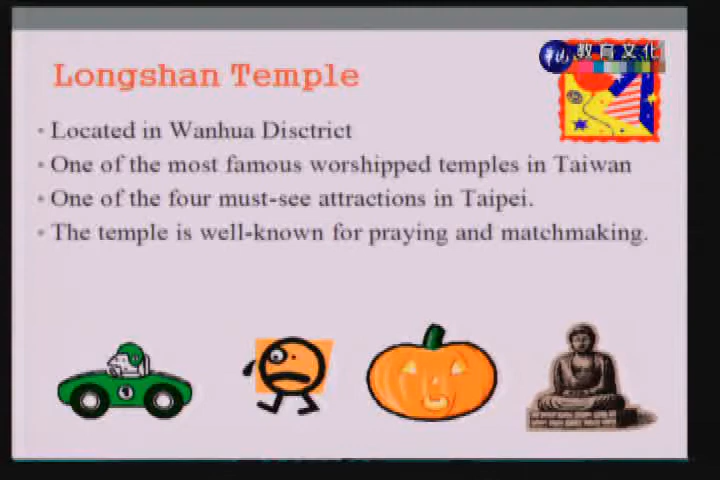 教育文化
Longshan Temple
• Located in Wanhua Disctrict
• One of the most famous worshipped temples in Taiwan
• One of the four must-see attractions in Taipei.
• The temple is well-known for praying and matchmaking.